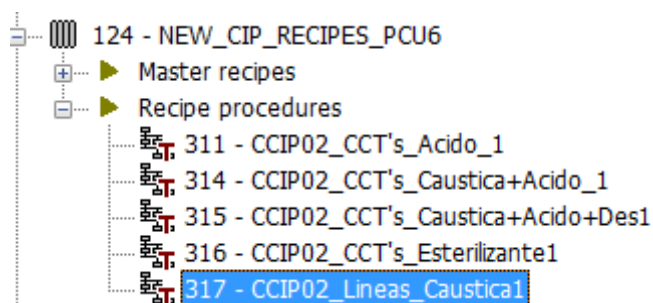 124 - NEW_CIP_RECIPES_PCU6
Master recipes
Recipe procedures
311 - CCIP02_CCT's_Acido_1
314 - CCIP02_CCT's_Caustica+Acido_1
315 - CCIP02_CCT's_Caustica+Acido+Des1
316 - CCIP02_CCT's_Esterilizante1
317 - CCIP02_Lineas_Caustica1